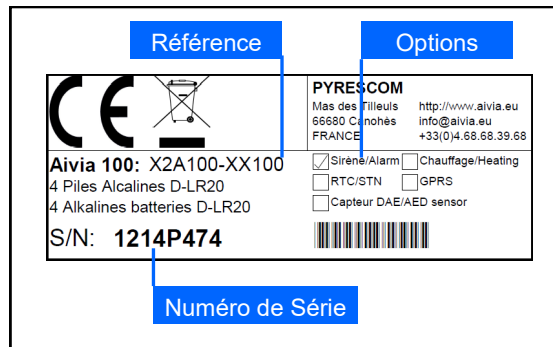 Référence
Options
CE
PYRESCOM
Mas des Tilleuls http://www.aivia.eu
66680 Canohès info@aivia.eu
FRANCE +33(0)4.68.68.39.68
Aivia 100: X2A100-XX100
4 Piles Alcalines D-LR20
4 Alkalines batteries D-LR20
S/N: 1214P474
Sirène/Alarm Chauffage/Heating
RTC/STN GPRS
Capteur DAE/AED sensor
Numéro de Série